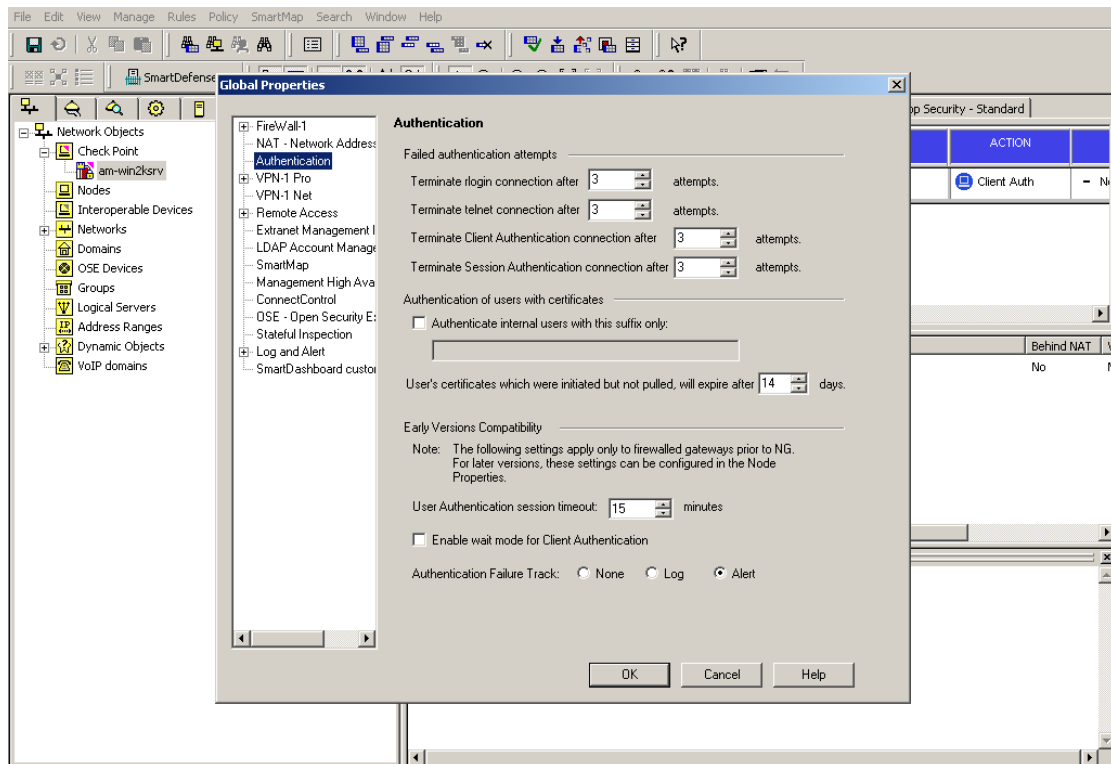 File Edit View Manage Rules Policy SmartMap Search Window Help
SmartDefense
Global Properties
op Security - Standard
Network Objects
Check Point
am-win2ksrv
Nodes
Interoperable Devices
Networks
Domains
OSE Devices
Groups
Logical Servers
Address Ranges
Dynamic Objects
VoIP domains
FireWall-1
NAT - Network Address
Authentication
VPN-1 Pro
VPN-1 Net
Remote Access
Extranet Management I
LDAP Account Manage
SmartMap
Management High Ava
ConnectControl
OSE - Open Security E
Stateful Inspection
Log and Alert
SmartDashboard custor
Authentication
Failed authentication attempts
Terminate rlogin connection after 3 attempts.
Terminate telnet connection after 3 attempts.
Terminate Client Authentication connection after 3 attempts.
Terminate Session Authentication connection after 3 attempts.
Authentication of users with certificates
Authenticate internal users with this suffix only:
User's certificates which were initiated but not pulled, will expire after 14 days.
Early Versions Compatibility
Note: The following settings apply only to firewalled gateways prior to NG.
For later versions, these settings can be configured in the Node
Properties.
User Authentication session timeout: 15 minutes
Enable wait mode for Client Authentication
Authentication Failure Track: None Log Alert
OK Cancel Help
ACTION
Client Auth
Behind NAT
No